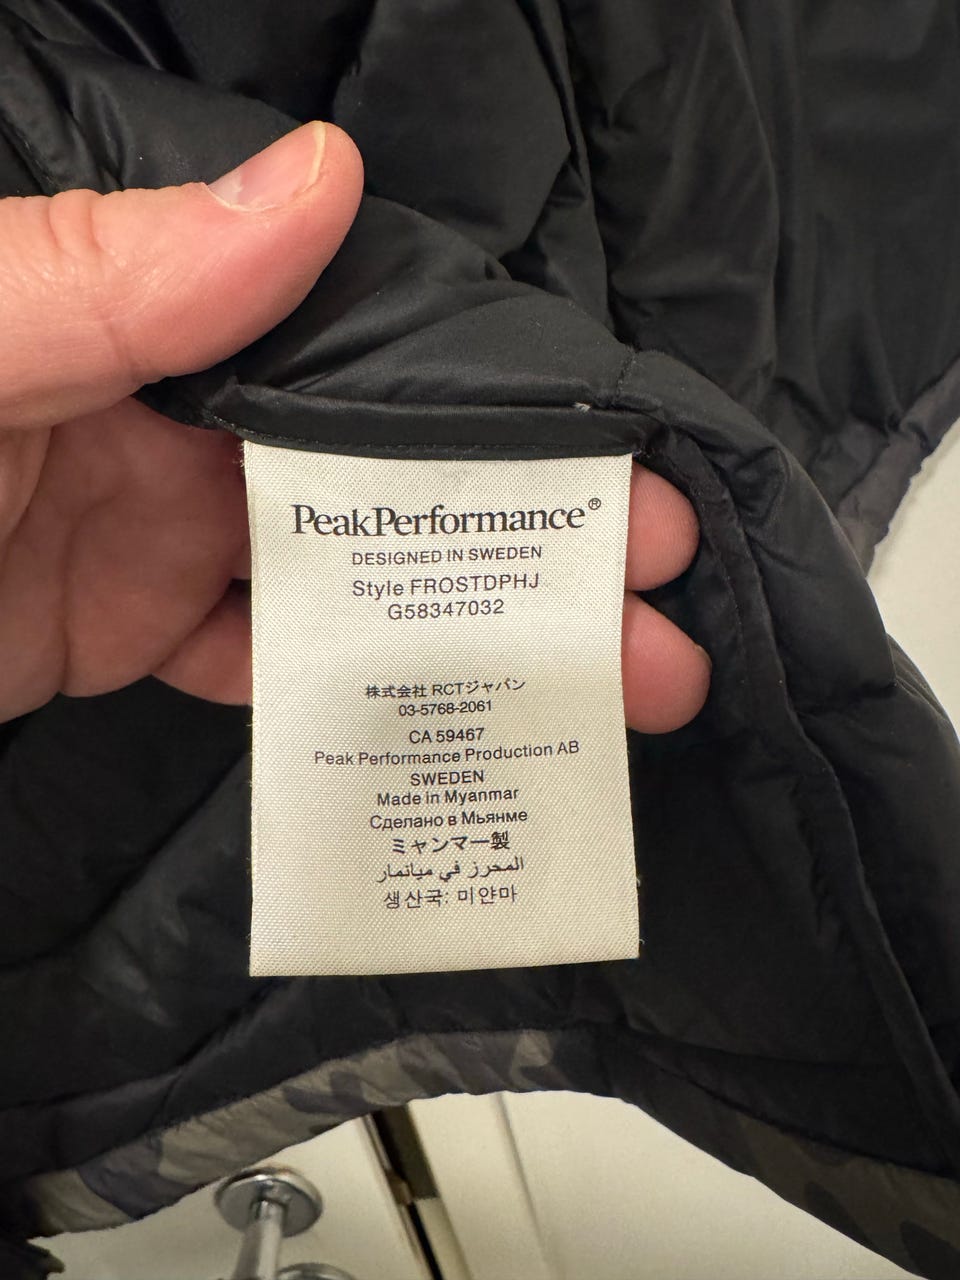 PeakPerformance®
DESIGNED IN SWEDEN
Style FROSTDPHJ
G58347032
株式会社 RCTジャパン
03-5768-2061
CA 59467
Peak Performance Production AB
SWEDEN
Made in Myanmar
Сделано в Мьянме
ミャンマー製
المحرز في ميانمار
생산국: 미얀마